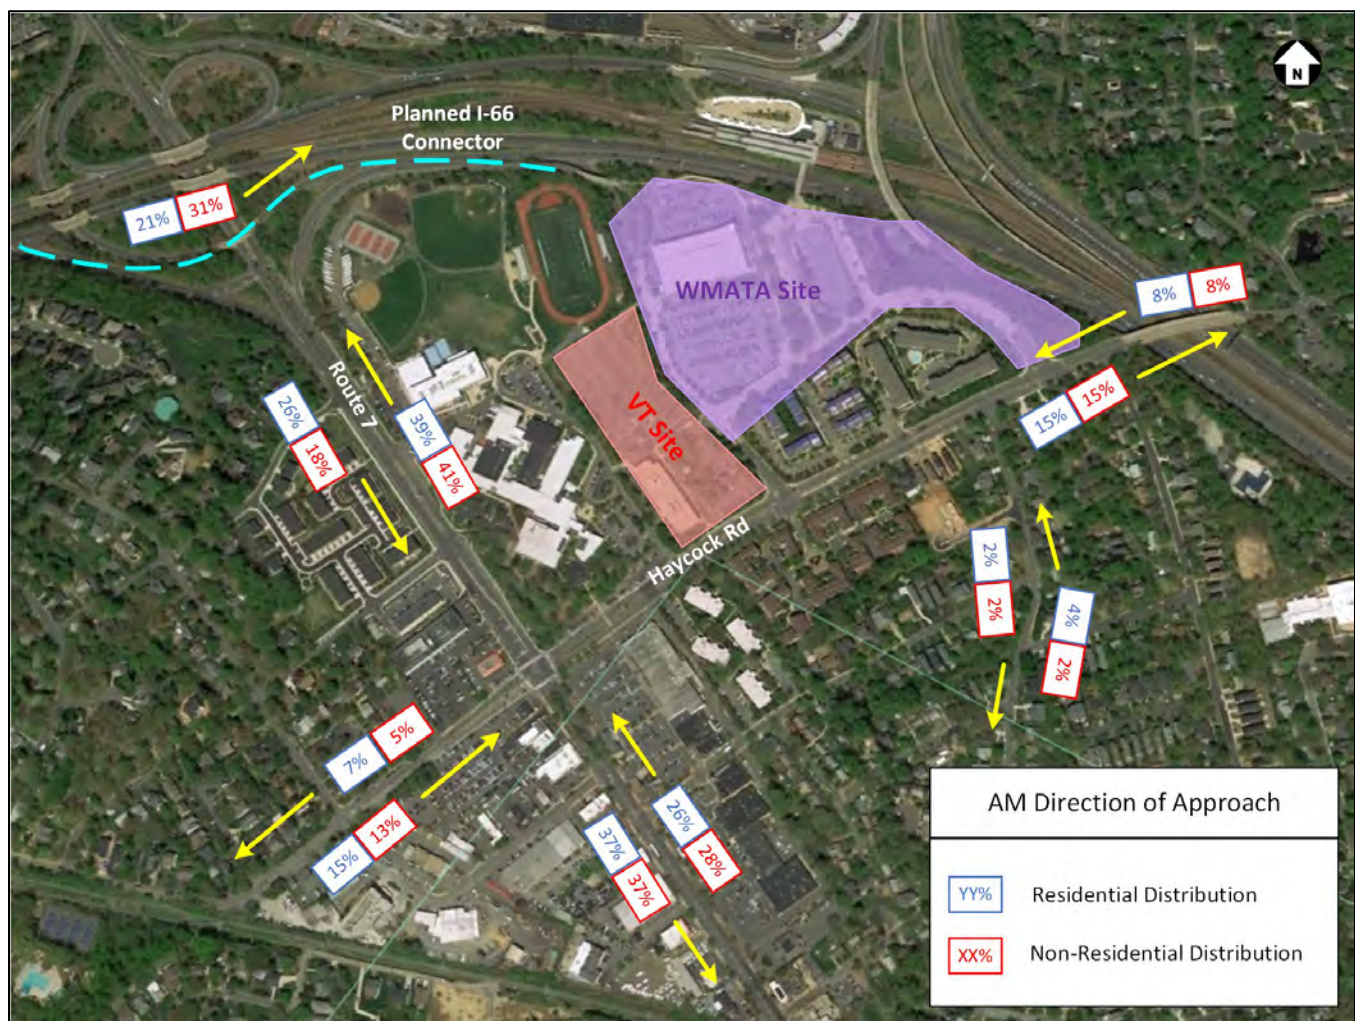 N
Planned I-66
Connector
21% 31%
WMATA Site
8% 8%
15% 15%
Route 7
26%
18%
39%
41%
VT Site
Haycock Rd
2%
2%
4%
2%
7% 5%
15% 13%
26%
28%
37%
37%
AM Direction of Approach
YY% Residential Distribution
XX% Non-Residential Distribution